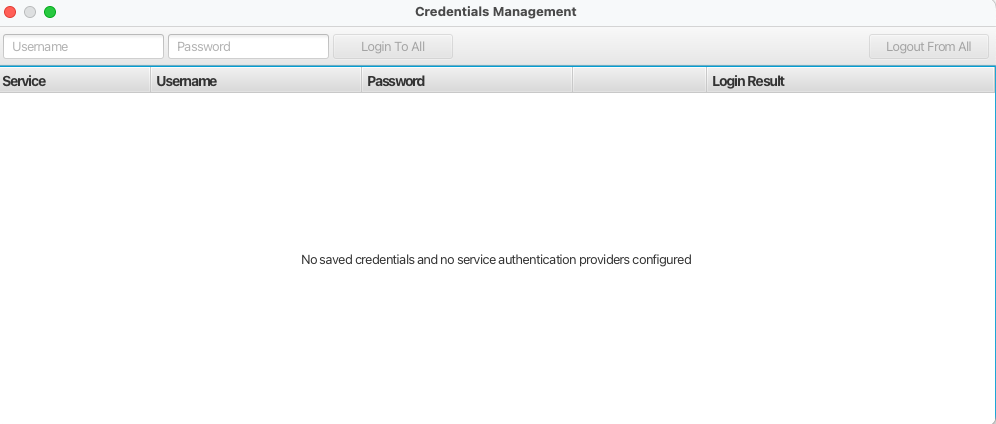 Credentials Management
Username Password Login To All Logout From All
Service Username Password Login Result
No saved credentials and no service authentication providers configured